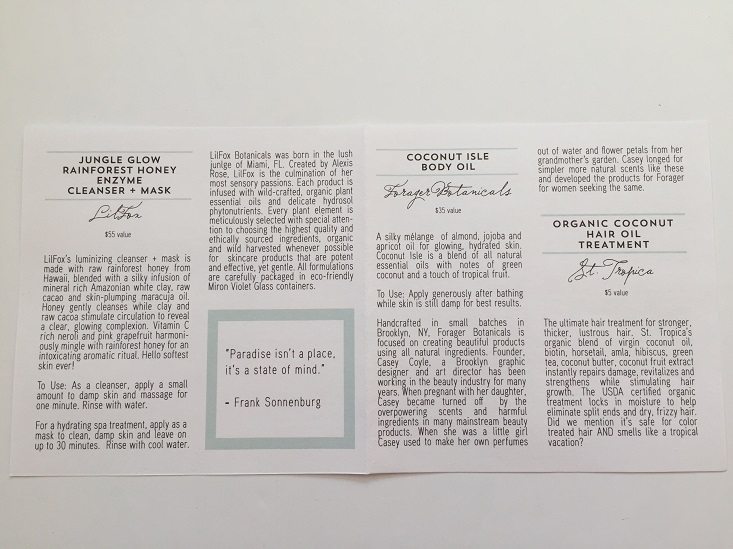 JUNGLE GLOW
RAINFOREST HONEY
ENZYME
CLEANSER + MASK
LilFox
$55 value
LilFox's luminizing cleanser + mask is
made with raw rainforest honey from
Hawaii, blended with a silky infusion of
mineral rich Amazonian white clay, raw
cacao and skin-plumping maracuja oil.
Honey gently cleanses while clay and
raw cacoa stimulate circulation to reveal
a clear, glowing complexion. Vitamin C
rich neroli and pink grapefruit harmoni-
ously mingle with rainforest honey for an
intoxicating aromatic ritual. Hello softest
skin ever!
To Use: As a cleanser, apply a small
amount to damp skin and massage for
one minute. Rinse with water.
For a hydrating spa treatment, apply as a
mask to clean, damp skin and leave on
up to 30 minutes. Rinse with cool water.
LilFox Botanicals was born in the lush
junlge of Miami, FL. Created by Alexis
Rose, LilFox is the culmination of her
most sensory passions. Each product is
infused with wild-crafted, organic plant
essential oils and delicate hydrosol
phytonutrients. Every plant element is
meticulously selected with special atten-
tion to choosing the highest quality and
ethically sourced ingredients, organic
and wild harvested whenever possible
for skincare products that are potent
and effective, yet gentle. All formulations
are carefully packaged in eco-friendly
Miron Violet Glass containers.
"Paradise isn't a place,
it's a state of mind."
- Frank Sonnenburg
COCONUT ISLE
BODY OIL
Forager Botanicals
$35 value
A silky mélange of almond, jojoba and
apricot oil for glowing, hydrated skin.
Coconut Isle is a blend of all natural
essential oils with notes of green
coconut and a touch of tropical fruit.
To Use: Apply generously after bathing
while skin is still damp for best results.
Handcrafted in small batches in
Brooklyn, NY, Forager Botanicals is
focused on creating beautiful products
using all natural ingredients. Founder,
Casey Coyle, a Brooklyn graphic
designer and art director has been
working in the beauty industry for many
years. When pregnant with her daughter,
Casey became turned off by the
overpowering scents and harmful
ingredients in many mainstream beauty
products. When she was a little girl
Casey used to make her own perfumes
out of water and flower petals from her
grandmother's garden. Casey longed for
simpler more natural scents like these
and developed the products for Forager
for women seeking the same.
ORGANIC COCONUT
HAIR OIL
TREATMENT
St. Tropica
$5 value
The ultimate hair treatment for stronger,
thicker, lustrous hair. St. Tropica's
organic blend of virgin coconut oil,
biotin, horsetail, amla, hibiscus, green
tea, coconut butter, coconut fruit extract
instantly repairs damage, revitalizes and
strengthens while stimulating hair
growth. The USDA certified organic
treatment locks in moisture to help
eliminate split ends and dry, frizzy hair.
Did we mention it's safe for color
treated hair AND smells like a tropical
vacation?